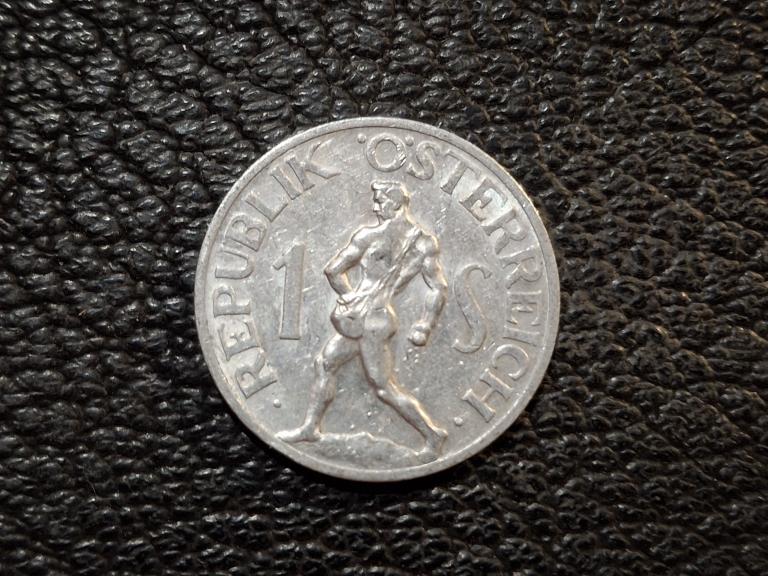 · REPUBLIK ÖSTERREICH ·
1 S